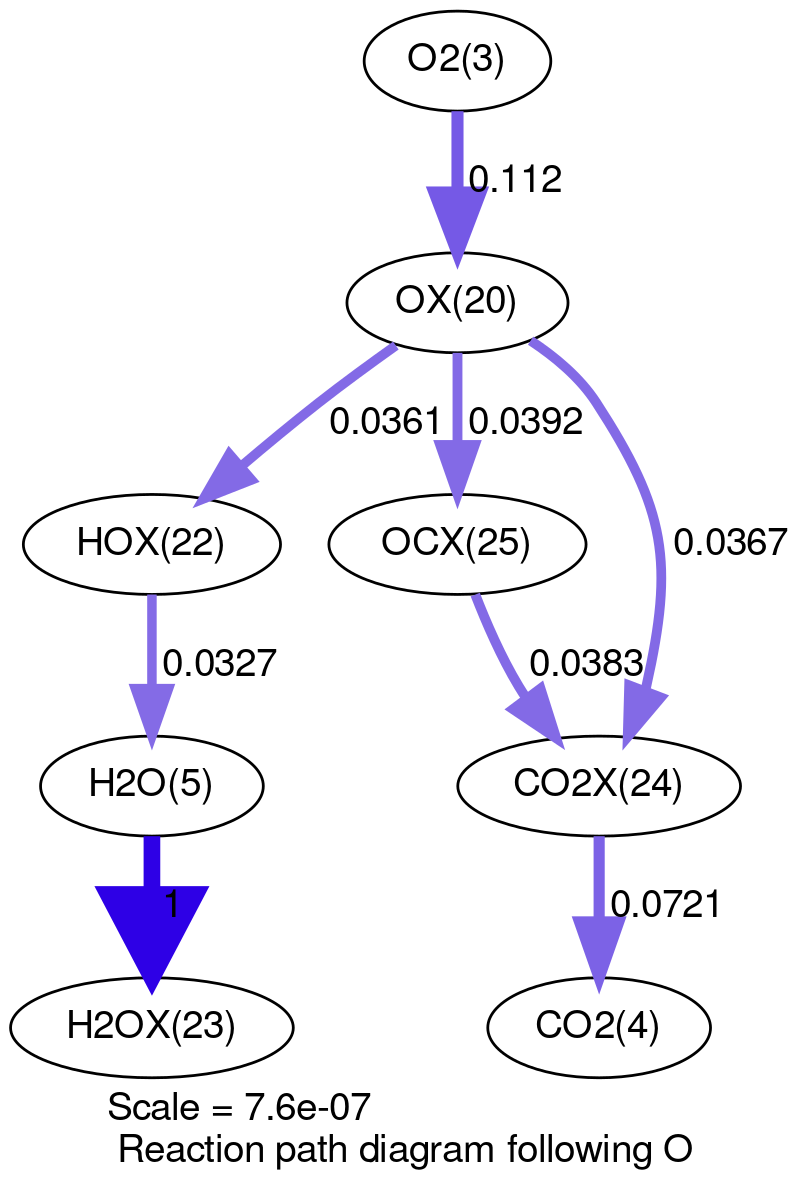 O2(3)
0.112
OX(20)
0.0361
0.0392
0.0367
HOX(22)
OCX(25)
0.0327
0.0383
H2O(5)
CO2X(24)
1
0.0721
H2OX(23)
CO2(4)
Scale = 7.6e-07
Reaction path diagram following O